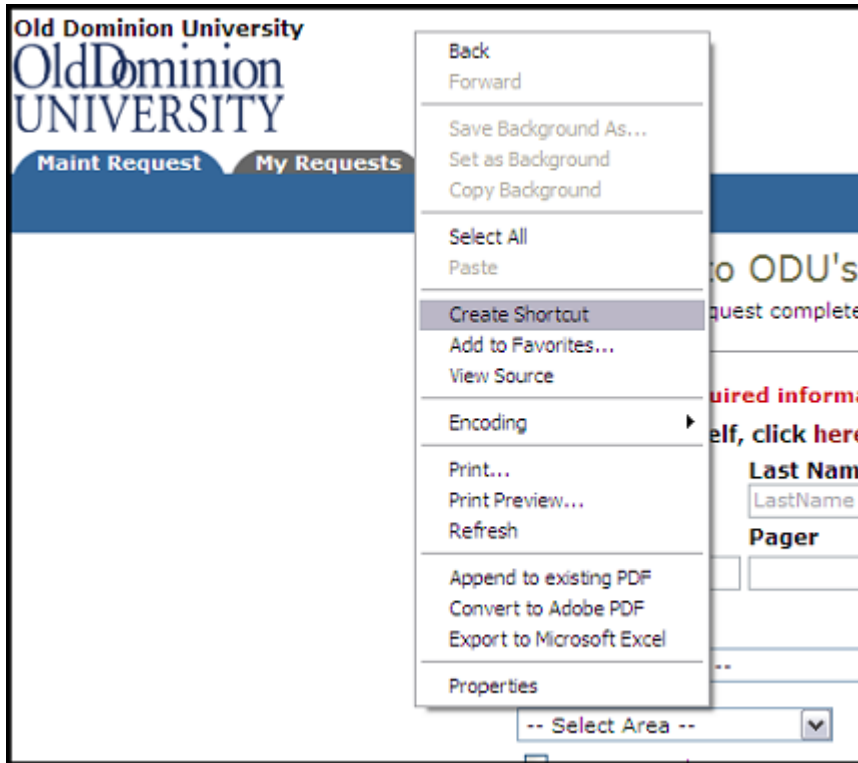 Old Dominion University
OldDominion
UNIVERSITY
Maint Request
My Requests
Back
Forward
Save Background As...
Set as Background
Copy Background
Select All
Paste
Create Shortcut
Add to Favorites...
View Source
Encoding
Print...
Print Preview...
Refresh
Append to existing PDF
Convert to Adobe PDF
Export to Microsoft Excel
Properties
to ODU's
quest complete
uired informa
elf, click here
Last Nam
LastName
Pager
--
-- Select Area --